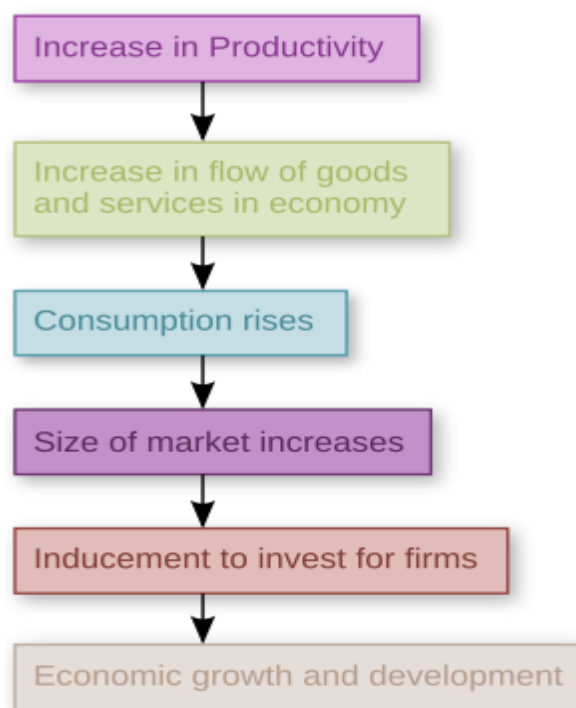 Increase in Productivity
Increase in flow of goods
and services in economy
Consumption rises
Size of market increases
Inducement to invest for firms
Economic growth and development